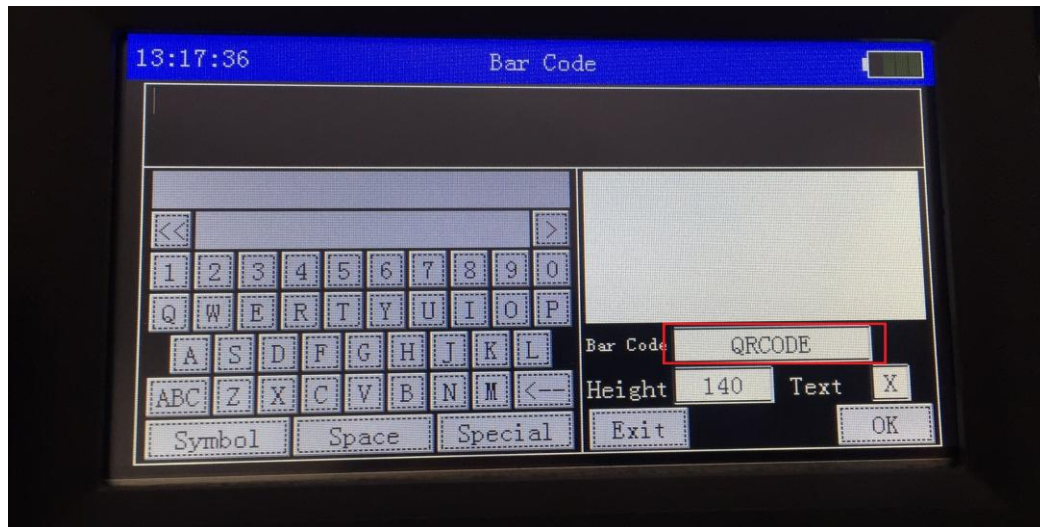 13:17:36 Bar Code
<< >
1 2 3 4 5 6 7 8 9 0
Q W E R T Y U I O P
A S D F G H J K L
ABC Z X C V B N M <--
Symbol Space Special
Bar Code QRCODE
Height 140 Text X
Exit OK